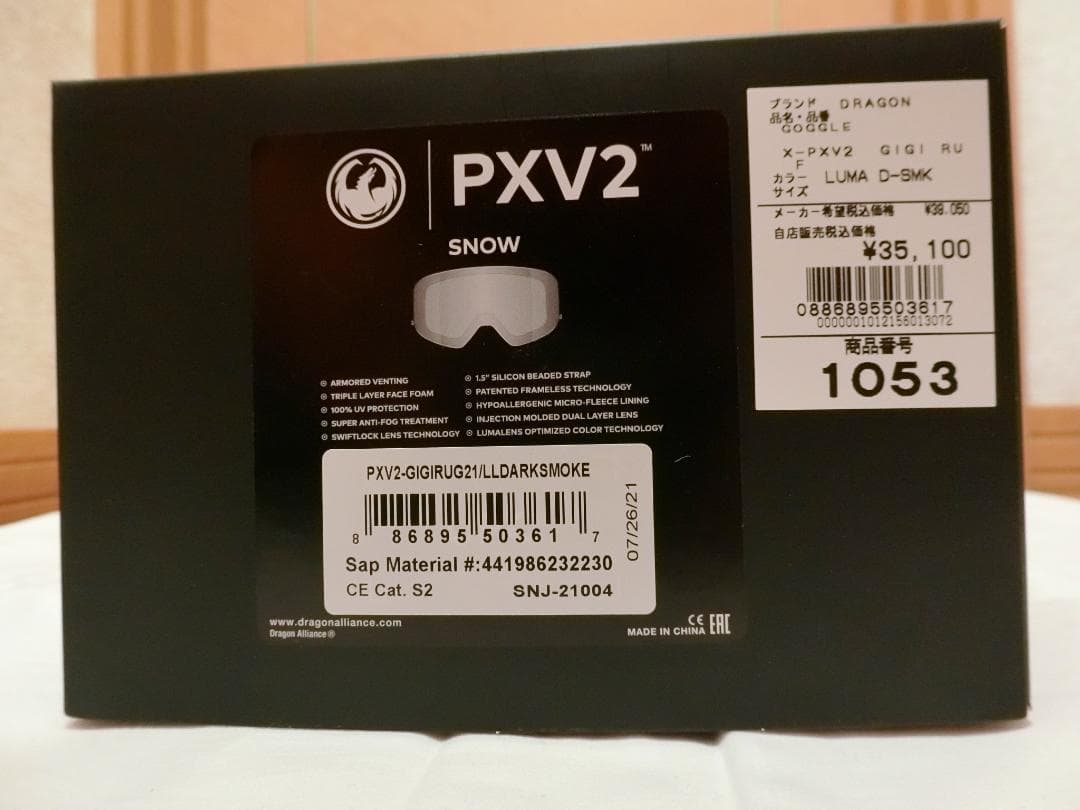 PXV2™
SNOW
ARMORED VENTING
TRIPLE LAYER FACE FOAM
100% UV PROTECTION
SUPER ANTI-FOG TREATMENT
SWIFTLOCK LENS TECHNOLOGY
1.5" SILICON BEADED STRAP
PATENTED FRAMELESS TECHNOLOGY
HYPOALLERGENIC MICRO-FLEECE LINING
INJECTION MOLDED DUAL LAYER LENS
LUMALENS OPTIMIZED COLOR TECHNOLOGY
PXV2-GIGIRUG21/LLDARKSMOKE
8 86895 50361 7
Sap Material #:441986232230
CE Cat. S2 SNJ-21004
07/26/21
www.dragonalliance.com
Dragon Alliance®
CE
MADE IN CHINA EAC
ブランド DRAGON
品名・品番
GOGGLE
X-PXV2 GIGI RU
F
カラー LUMA D-SMK
サイズ
メーカー希望税込価格 ¥39,050
自店販売税込価格
¥35,100
0886895503617
0000001012156013072
商品番号
1053